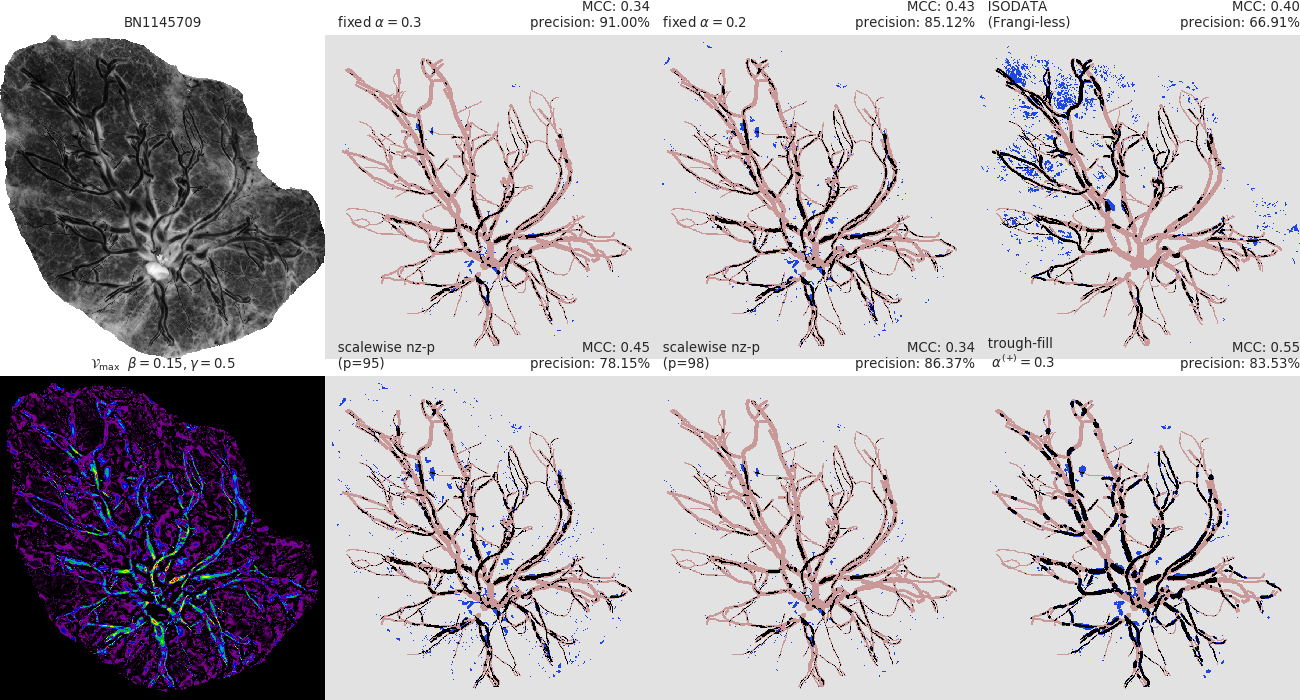 BN1145709
fixed α = 0.3
MCC: 0.34
precision: 91.00%
fixed α = 0.2
MCC: 0.43
precision: 85.12%
ISODATA
(Frangi-less)
MCC: 0.40
precision: 66.91%
𝒱max β = 0.15, γ = 0.5
scalewise nz-p
(p=95)
MCC: 0.45
precision: 78.15%
scalewise nz-p
(p=98)
MCC: 0.34
precision: 86.37%
trough-fill
α(+) = 0.3
MCC: 0.55
precision: 83.53%